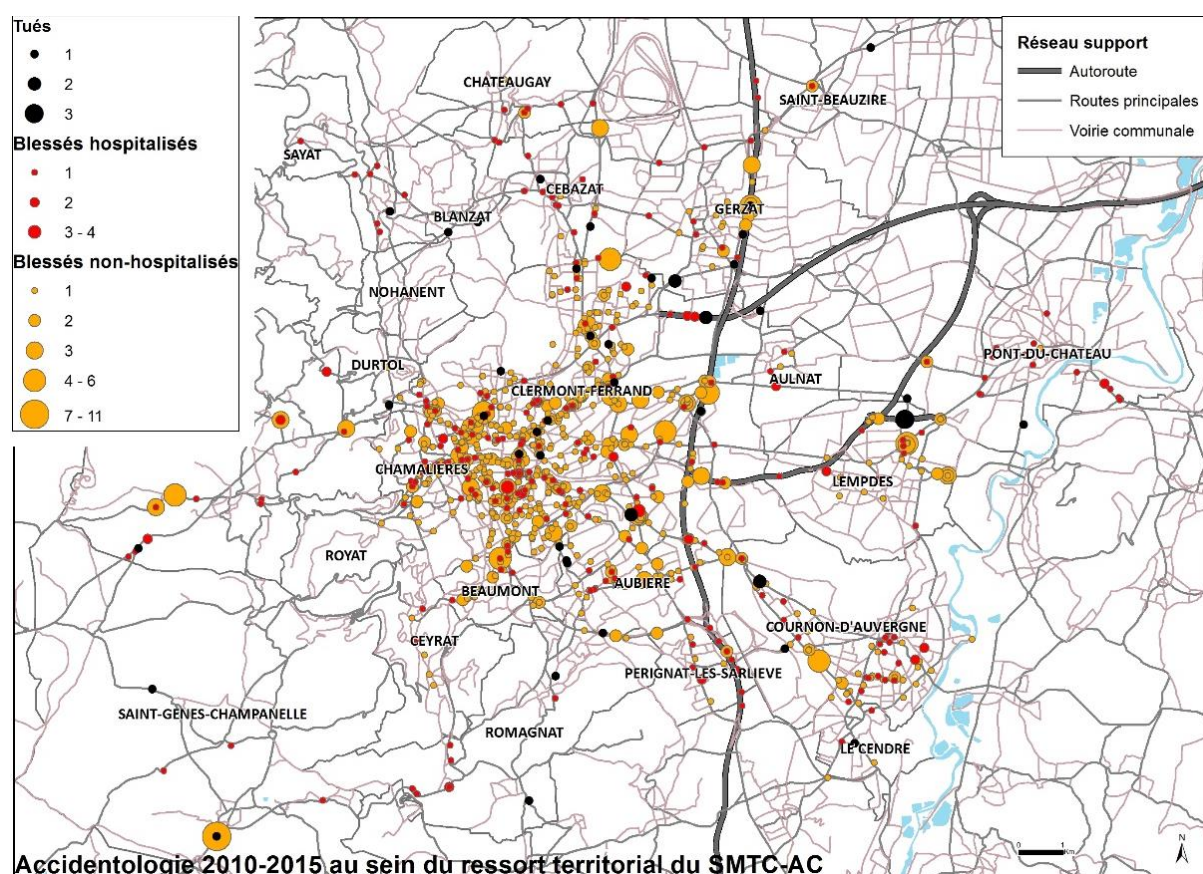 Tués
1
2
3
Blessés hospitalisés
1
2
3 - 4
Blessés non-hospitalisés
1
2
3
4 - 6
7 - 11
Réseau support
Autoroute
Routes principales
Voirie communale
CHATEAUGAY
SAINT-BEAUZIRE
SAYAT
CEBAZAT
BLANZAT
GERZAT
NOHANENT
DURTOL
PONT-DU-CHATEAU
AULNAT
CLERMONT-FERRAND
CHAMALIERES
LEMPDES
ROYAT
BEAUMONT
AUBIERE
COURNON-D'AUVERGNE
CEYRAT
PERIGNAT-LES-SARLIEVE
SAINT-GENES-CHAMPANELLE
ROMAGNAT
LE CENDRE
N
0 1
Km
Accidentologie 2010-2015 au sein du ressort territorial du SMTC-AC